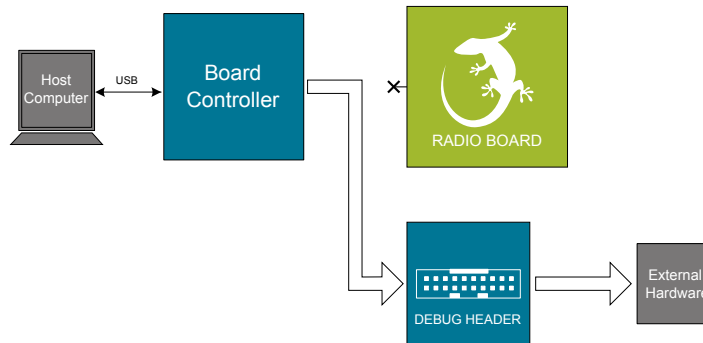 Host
Computer
USB
Board
Controller
RADIO BOARD
DEBUG HEADER
External
Hardware